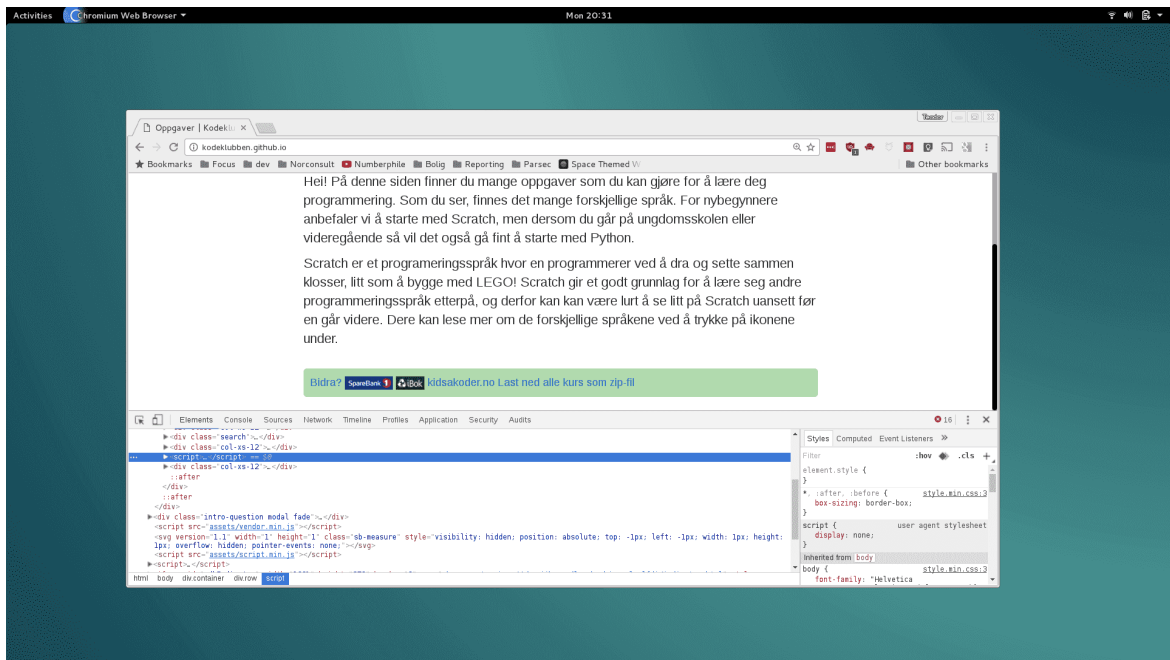 Activities Chromium Web Browser Mon 20:31
Oppgaver | Kodeklu
kodeklubben.github.io
Bookmarks Focus dev Norconsult Numberphile Bolig Reporting Parsec Space Themed W Other bookmarks
Hei! På denne siden finner du mange oppgaver som du kan gjøre for å lære deg
programmering. Som du ser, finnes det mange forskjellige språk. For nybegynnere
anbefaler vi å starte med Scratch, men dersom du går på ungdomsskolen eller
videregående så vil det også gå fint å starte med Python.
Scratch er et programeringsspråk hvor en programmerer ved å dra og sette sammen
klosser, litt som å bygge med LEGO! Scratch gir et godt grunnlag for å lære seg andre
programmeringsspråk etterpå, og derfor kan kan være lurt å se litt på Scratch uansett før
en går videre. Dere kan lese mer om de forskjellige språkene ved å trykke på ikonene
under.
Bidra? SpareBank 1 iBok kidsakoder.no Last ned alle kurs som zip-fil
Elements Console Sources Network Timeline Profiles Application Security Audits 16
<div class="search">…</div>
<div class="col-xs-12">…</div>
<script>…</script> == $0
<div class="col-xs-12">…</div>
::after
</div>
::after
</div>
<div class="intro-question modal fade">…</div>
<script src="assets/vendor.min.js"></script>
<svg version="1.1" width="1" height="1" class="sb-measure" style="visibility: hidden; position: absolute; top: -1px; left: -1px; width: 1px; height:
1px; overflow: hidden; pointer-events: none;"></svg>
<script src="assets/script.min.js"></script>
<script>…</script>
html body div.container div.row script
Styles Computed Event Listeners
Filter :hov .cls +
element.style {
}
*, :after, :before { style.min.css:3
box-sizing: border-box;
}
script { user agent stylesheet
display: none;
}
Inherited from body
body { style.min.css:3
font-family: "Helvetica